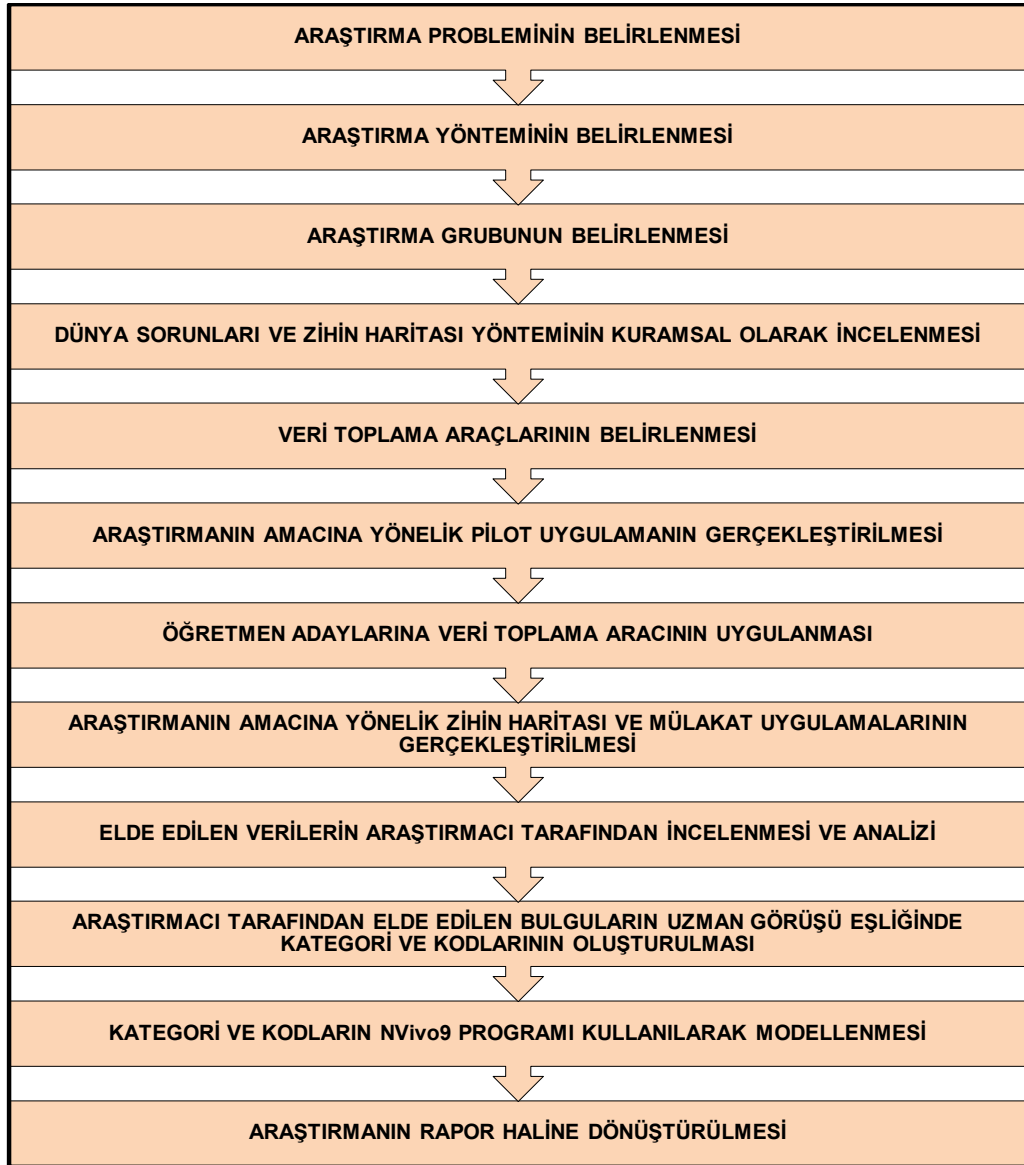 ARAŞTIRMA PROBLEMİNİN BELİRLENMESİ
ARAŞTIRMA YÖNTEMİNİN BELİRLENMESİ
ARAŞTIRMA GRUBUNUN BELİRLENMESİ
DÜNYA SORUNLARI VE ZİHİN HARİTASI YÖNTEMİNİN KURAMSAL OLARAK İNCELENMESİ
VERİ TOPLAMA ARAÇLARININ BELİRLENMESİ
ARAŞTIRMANIN AMACINA YÖNELİK PİLOT UYGULAMANIN GERÇEKLEŞTİRİLMESİ
ÖĞRETMEN ADAYLARINA VERİ TOPLAMA ARACININ UYGULANMASI
ARAŞTIRMANIN AMACINA YÖNELİK ZİHİN HARİTASI VE MÜLAKAT UYGULAMALARININ
GERÇEKLEŞTİRİLMESİ
ELDE EDİLEN VERİLERİN ARAŞTIRMACI TARAFINDAN İNCELENMESİ VE ANALİZİ
ARAŞTIRMACI TARAFINDAN ELDE EDİLEN BULGULARIN UZMAN GÖRÜŞÜ EŞLİĞİNDE
KATEGORİ VE KODLARININ OLUŞTURULMASI
KATEGORİ VE KODLARIN NVivo9 PROGRAMI KULLANILARAK MODELLENMESİ
ARAŞTIRMANIN RAPOR HALİNE DÖNÜŞTÜRÜLMESİ